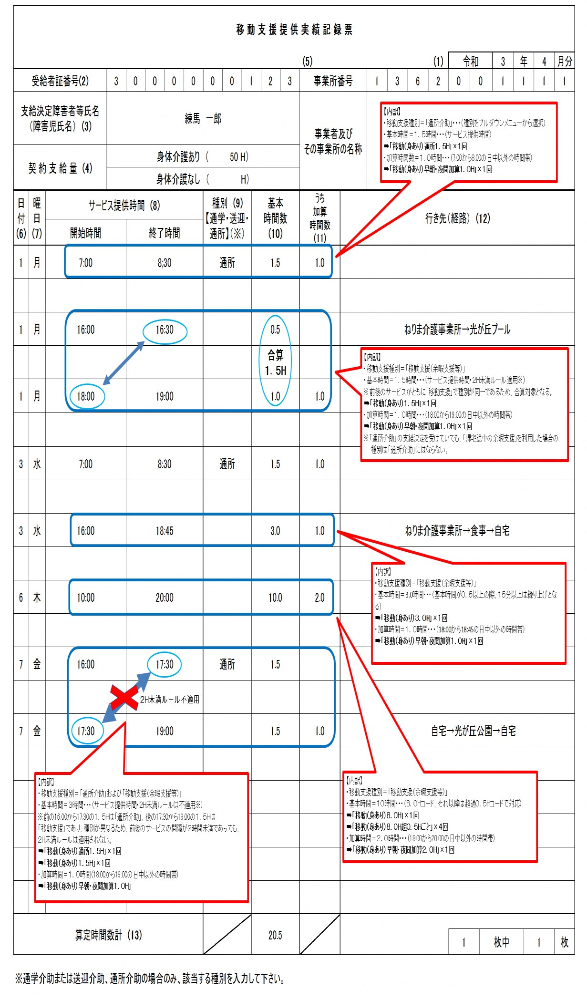 移動支援提供実績記録票
(5) (1) 令和 3 年 4 月分
受給者証番号(2) 3 0 0 0 0 0 0 1 2 3 事業所番号 1 3 6 2 0 0 1 1 1 1
支給決定障害者等氏名
(障害児氏名) (3)
練馬 一郎
契約支給量 (4)
身体介護あり ( 50 H)
身体介護なし ( H)
事業者及び
その事業所の名称
【内訳】
・移動支援種別=「通所介助」・・・(種別をプルダウンメニューから選択)
・基本時間=1.5時間・・・(サービス提供時間)
➡「移動(身あり)通所1.5H」×1回
・加算時間数=1.0時間・・・(7:00から8:00の日中以外の時間帯)
➡「移動(身あり)早朝・夜間加算1.0H」×1回
日付(6) 曜日(7) サービス提供時間 (8) 種別 (9)【通学・送迎・通所】(※) 基本時間数(10) うち加算時間数(11) 行き先(経路) (12)
開始時間 終了時間
1 月 7:00 8;30 通所 1.5 1.0
1 月 16:00 16:30 0.5 ねりま介護事業所→光が丘プール
合算
1.5H
1 月 18:00 19:00 1.0 1.0
【内訳】
・移動支援種別=「移動支援(余暇支援等)」
・基本時間=1.5時間・・・(サービス提供時間・2H未満ルール適用※)
※前後のサービスがともに「移動支援」で種別が同一であるため、合算対象となる。
➡「移動(身あり)1.5H」×1回
・加算時間=1.0時間・・・(18:00から19:00の日中以外の時間帯)
➡「移動(身あり)早朝・夜間加算1.0H」×1回
※「通所介助」の支給決定を受けていても、「帰宅途中の余暇支援」を利用した場合の
種別は「通所介助」にはならない。
3 水 7:00 8:30 通所 1.5 1.0
3 水 16:00 18:45 3.0 1.0 ねりま介護事業所→食事→自宅
【内訳】
・移動支援種別=「移動支援(余暇支援等)」
・基本時間=3.0時間・・・(基本時間が0.5以上の際、15分以上は繰り上げとな
る)
➡「移動(身あり)3.0H」×1回
・加算時間=1.0時間・・・(18:00から18:45の日中以外の時間帯)
➡「移動(身あり)早朝・夜間加算1.0H」×1回
6 木 10:00 20:00 10.0 2.0
7 金 16:00 17:30 通所 1.5
2H未満ルール不適用
7 金 17:30 19:00 1.5 1.0 自宅→光が丘公園→自宅
【内訳】
・移動支援種別=「通所介助」および「移動支援(余暇支援等)」
・基本時間=3時間・・・(サービス提供時間・2H未満ルールは不適用※)
※前の16:00から17:30の1.5Hは「通所介助」、後の17:30から19:00の1.5Hは
「移動支援」であり、種別が異なるため、前後のサービスの間隔が2時間未満であっても、
2H未満ルールは適用されない。
➡「移動(身あり)通所1.5H」×1回
➡「移動(身あり)1.5H」×1回
・加算時間=1.0時間(18:00から19:00の日中以外の時間帯)
➡「移動(身あり)早朝・夜間加算1.0H」
【内訳】
・移動支援種別=「移動支援(余暇支援等)」
・基本時間=10時間・・・(8.0Hコード、それ以降は超過0.5Hコードで対応)
➡「移動(身あり)8.0H」×1回
➡「移動(身あり)8.0H超0.5Hごと」×4回
・加算時間=2.0時間・・・(18:00から20:00の日中以外の時間帯)
➡「移動(身あり)早朝・夜間加算2.0H」×1回
算定時間数計 (13) 20.5
1 枚中 1 枚
※通学介助または送迎介助、通所介助の場合のみ、該当する種別を入力して下さい。